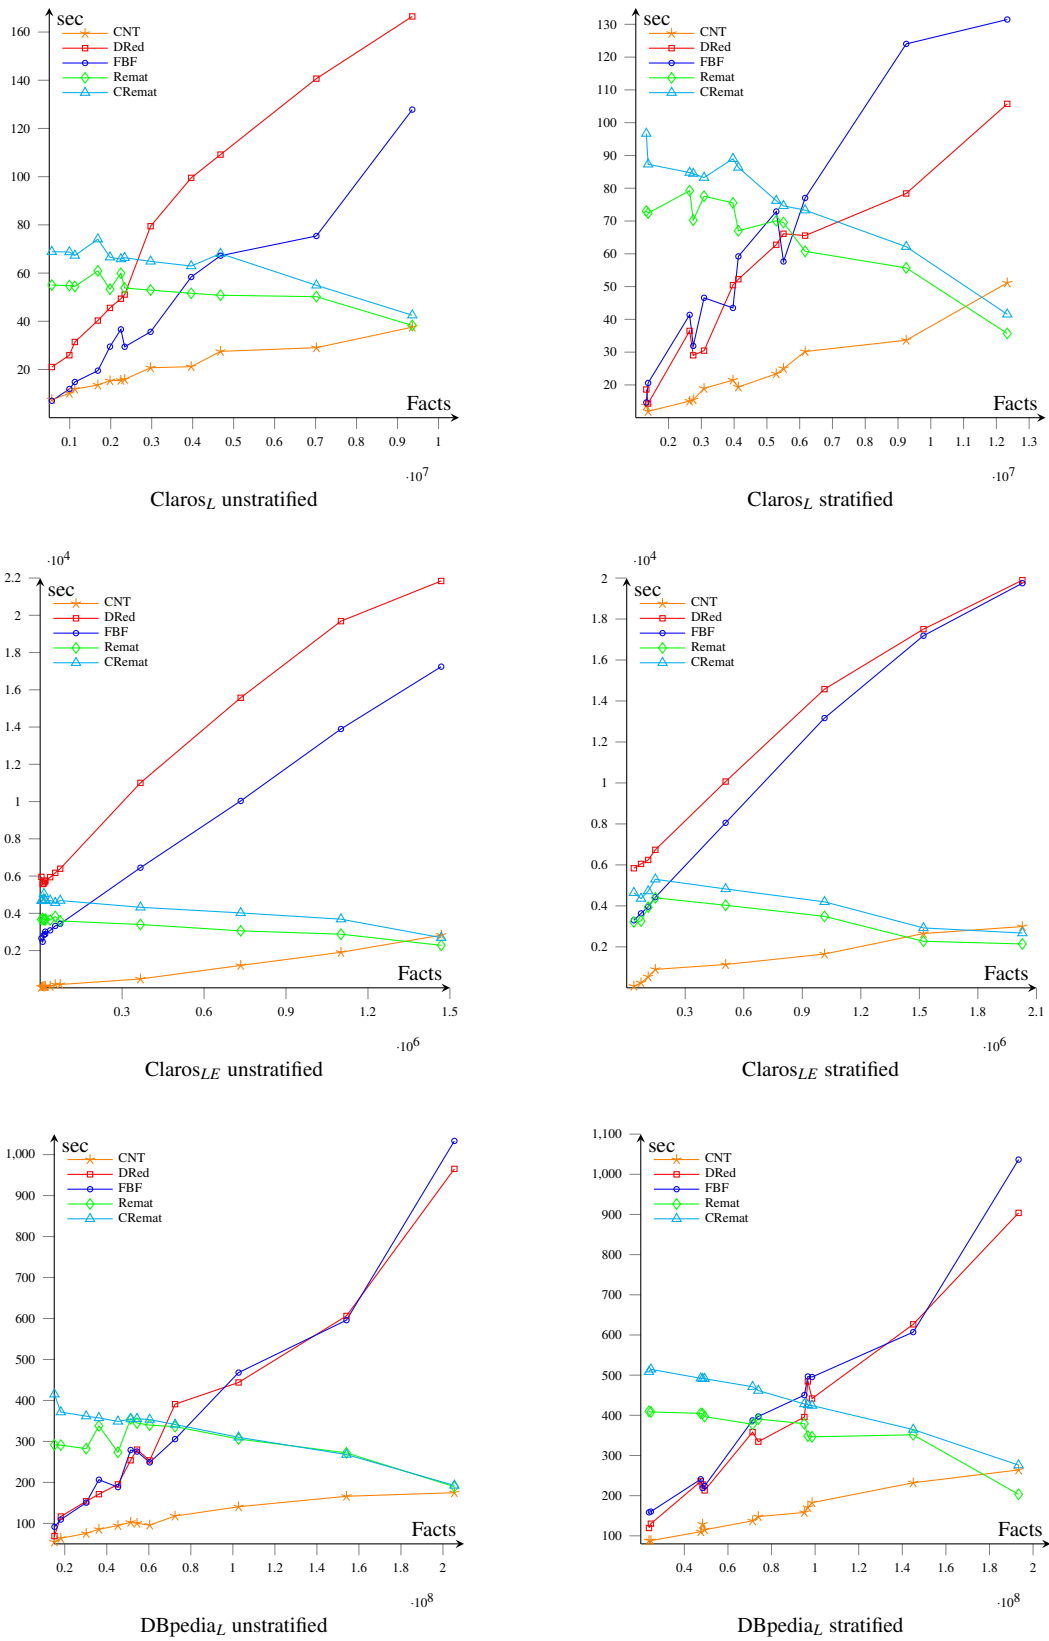 sec
CNT
DRed
FBF
Remat
CRemat
160
140
120
100
80
60
40
20
Facts
0.1 0.2 0.3 0.4 0.5 0.6 0.7 0.8 0.9 1
·10^7
Claros_L unstratified
sec
CNT
DRed
FBF
Remat
CRemat
130
120
110
100
90
80
70
60
50
40
30
20
Facts
0.2 0.3 0.4 0.5 0.6 0.7 0.8 0.9 1 1.1 1.2 1.3
·10^7
Claros_L stratified
·10^4
sec
CNT
DRed
FBF
Remat
CRemat
2.2
2
1.8
1.6
1.4
1.2
1
0.8
0.6
0.4
0.2
Facts
0.3 0.6 0.9 1.2 1.5
·10^6
Claros_LE unstratified
·10^4
sec
CNT
DRed
FBF
Remat
CRemat
2
1.8
1.6
1.4
1.2
1
0.8
0.6
0.4
0.2
Facts
0.3 0.6 0.9 1.2 1.5 1.8 2.1
·10^6
Claros_LE stratified
sec
CNT
DRed
FBF
Remat
CRemat
1,000
900
800
700
600
500
400
300
200
100
Facts
0.2 0.4 0.6 0.8 1 1.2 1.4 1.6 1.8 2
·10^8
DBpedia_L unstratified
sec
CNT
DRed
FBF
Remat
CRemat
1,100
1,000
900
800
700
600
500
400
300
200
100
Facts
0.4 0.6 0.8 1 1.2 1.4 1.6 1.8 2
·10^8
DBpedia_L stratified